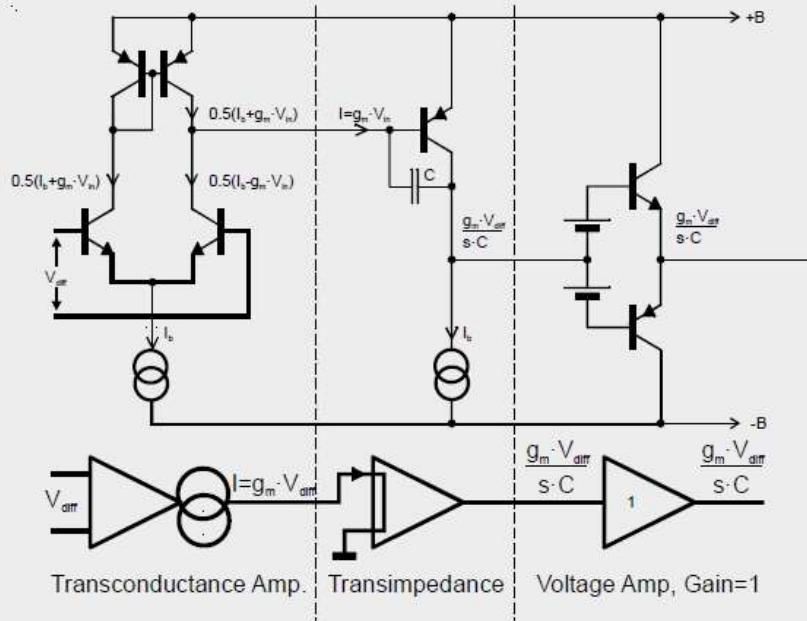 +B
0.5(I_b+g_m·V_in)
I=g_m·V_in
C
0.5(I_b+g_m·V_in)
0.5(I_b-g_m·V_in)
g_m·V_diff
s·C
g_m·V_diff
s·C
V_diff
I_b
I_b
-B
V_diff
I=g_m·V_diff
g_m·V_diff
s·C
1
g_m·V_diff
s·C
Transconductance Amp.
Transimpedance
Voltage Amp, Gain=1